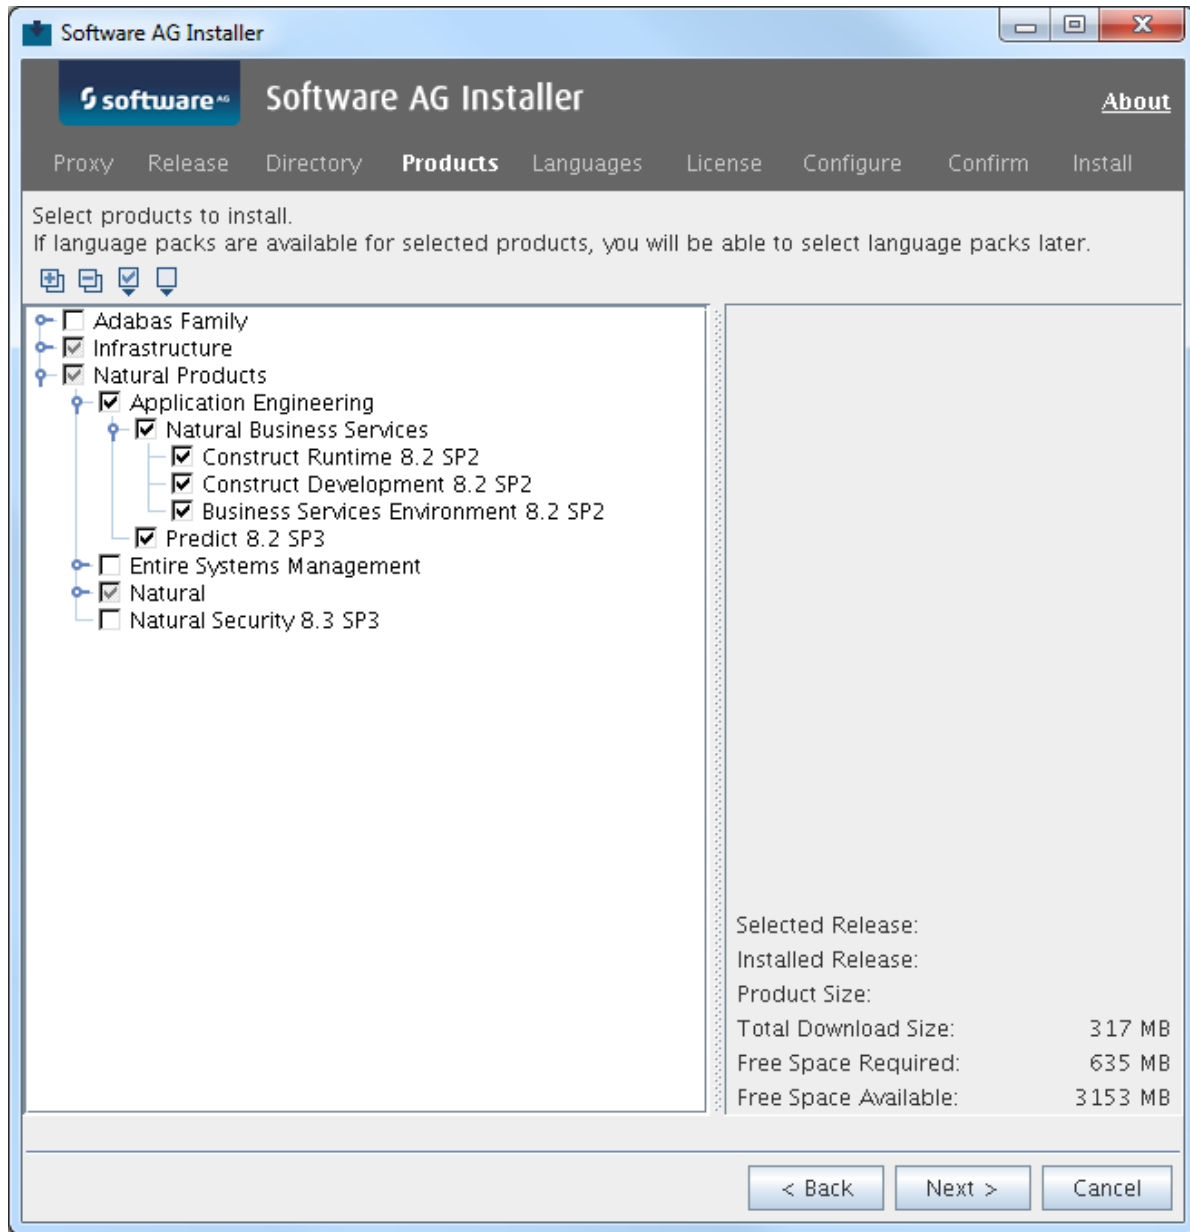 Software AG Installer
software AG Software AG Installer About
Proxy Release Directory Products Languages License Configure Confirm Install
Select products to install.
If language packs are available for selected products, you will be able to select language packs later.
Adabas Family
Infrastructure
Natural Products
Application Engineering
Natural Business Services
Construct Runtime 8.2 SP2
Construct Development 8.2 SP2
Business Services Environment 8.2 SP2
Predict 8.2 SP3
Entire Systems Management
Natural
Natural Security 8.3 SP3
Selected Release:
Installed Release:
Product Size:
Total Download Size: 317 MB
Free Space Required: 635 MB
Free Space Available: 3153 MB
< Back Next > Cancel